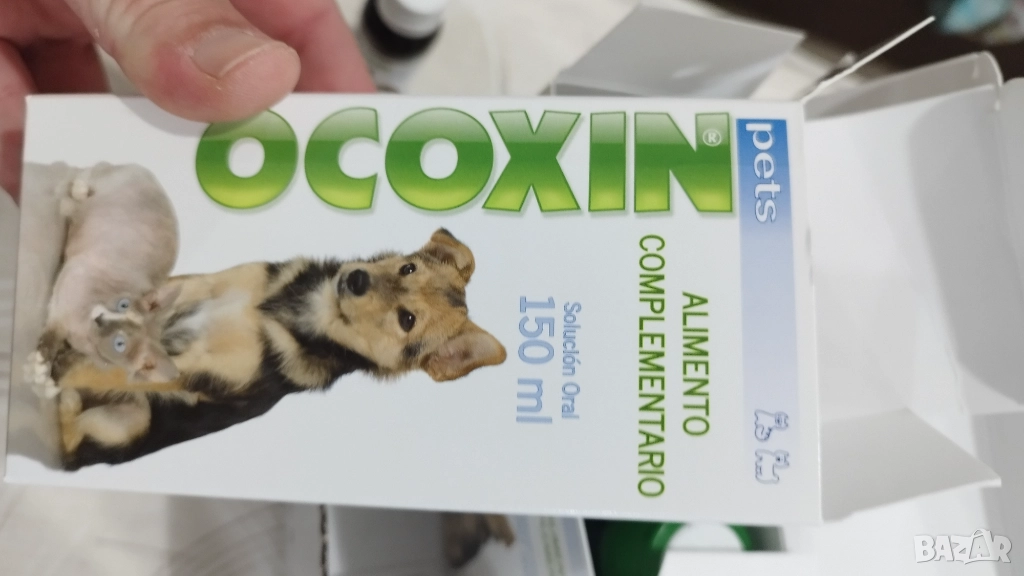 OCOXIN®
pets
ALIMENTO
COMPLEMENTARIO
Solución Oral
150 ml
BAZAR